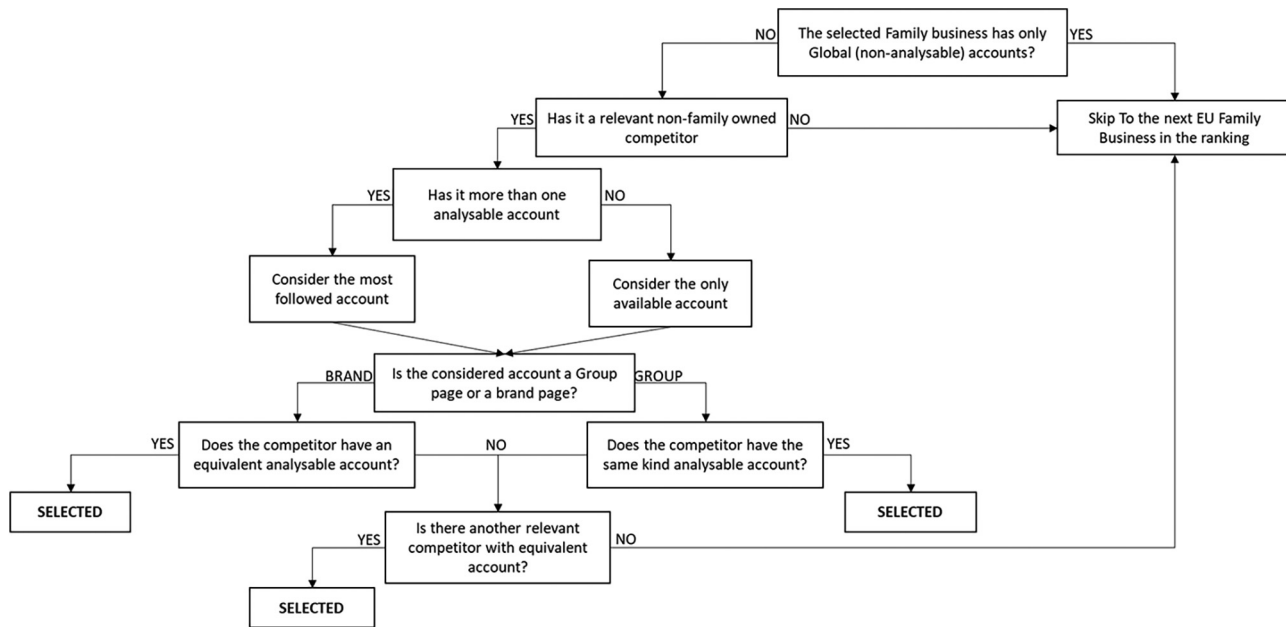 The selected Family business has only
Global (non-analysable) accounts?
NO
YES
Has it a relevant non-family owned
competitor
YES
NO
Skip To the next EU Family
Business in the ranking
Has it more than one
analysable account
YES
NO
Consider the most
followed account
Consider the only
available account
Is the considered account a Group
page or a brand page?
BRAND
GROUP
Does the competitor have an
equivalent analysable account?
YES
NO
Does the competitor have the
same kind analysable account?
YES
SELECTED
SELECTED
Is there another relevant
competitor with equivalent
account?
YES
NO
SELECTED